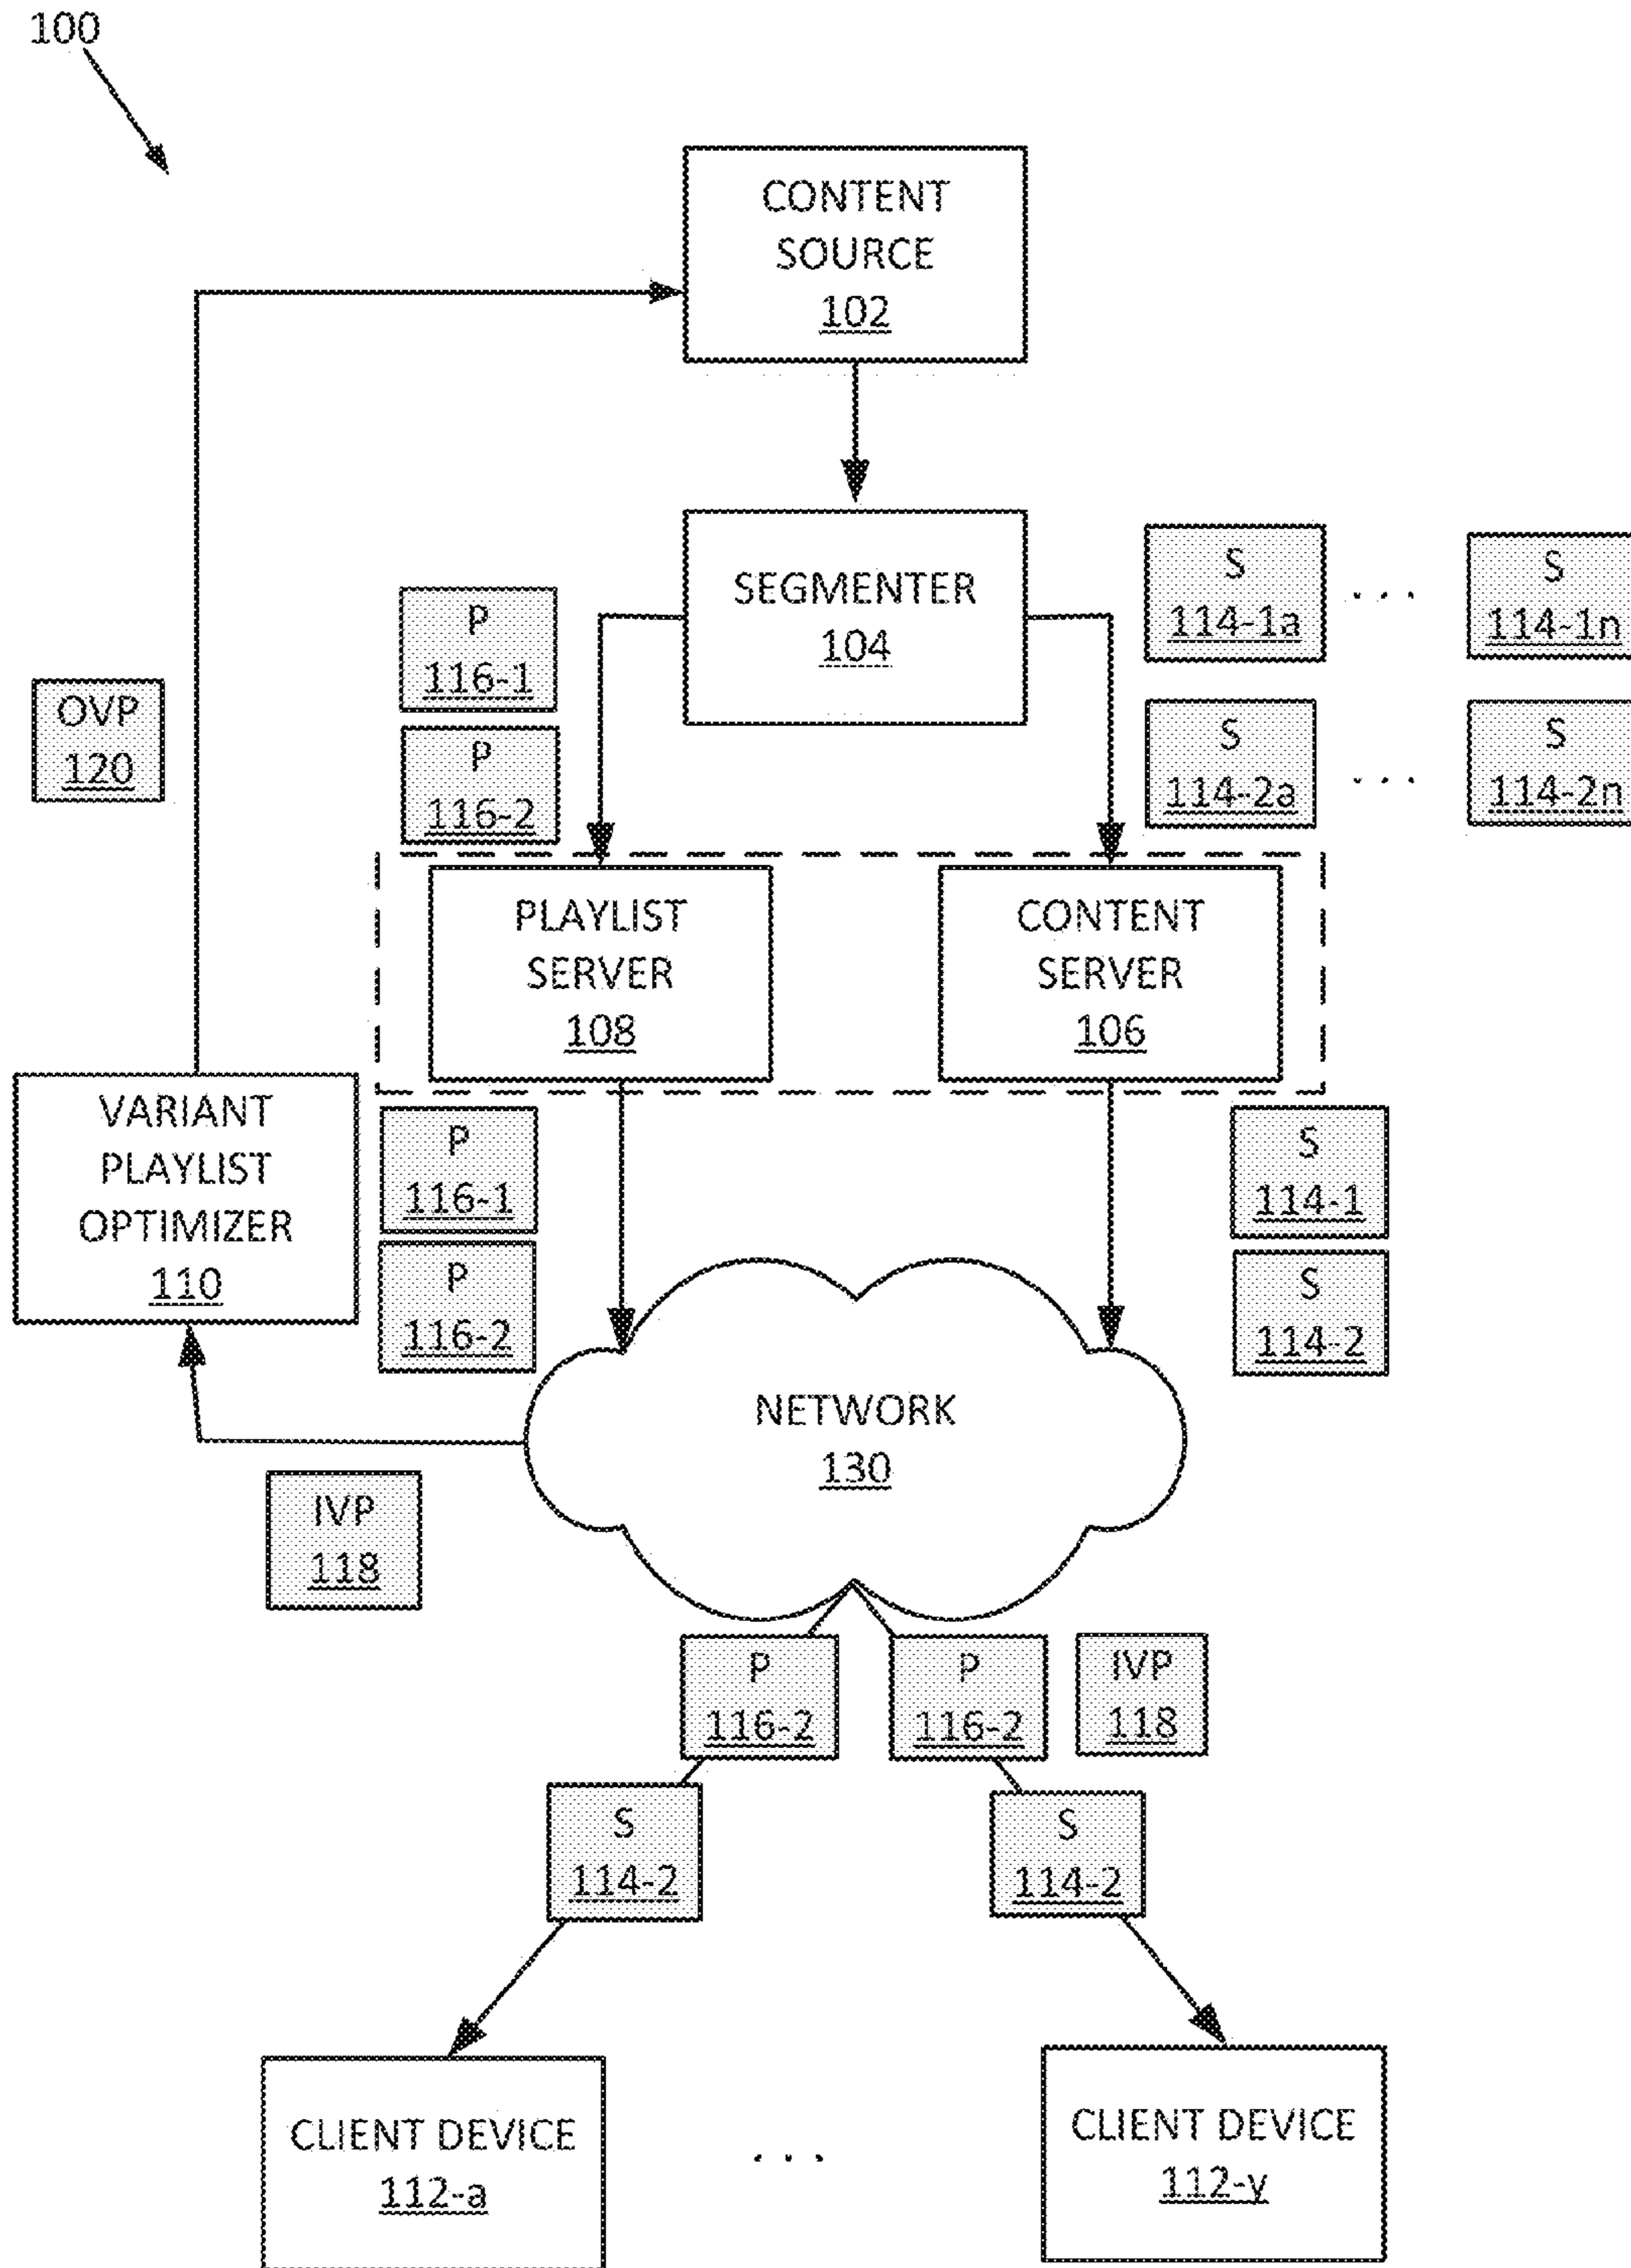 100
CONTENT
SOURCE
102
SEGMENTER
104
S
114-1a
. . .
S
114-1n
P
116-1
OVP
120
P
116-2
S
114-2a
. . .
S
114-2n
PLAYLIST
SERVER
108
CONTENT
SERVER
106
VARIANT
PLAYLIST
OPTIMIZER
110
P
116-1
P
116-2
S
114-1
S
114-2
NETWORK
130
IVP
118
P
116-2
P
116-2
IVP
118
S
114-2
S
114-2
CLIENT DEVICE
112-a
. . .
CLIENT DEVICE
112-y